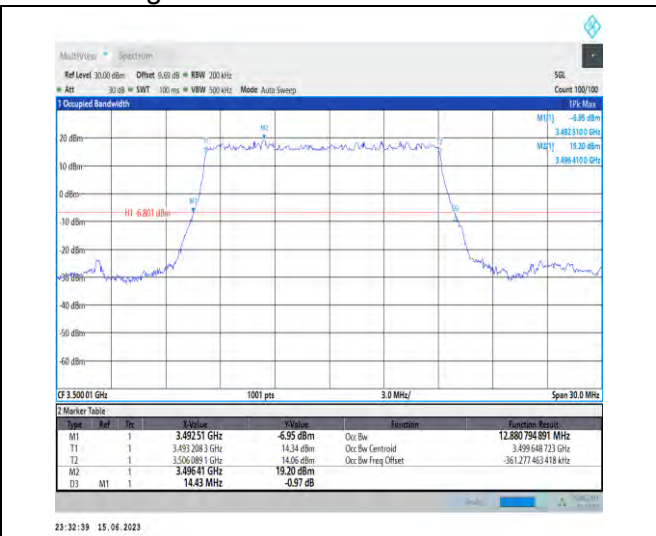 MultiView Spectrum
Ref Level 30.00 dBm Offset 9.69 dB RBW 200 kHz SGL
Att 30 dB SWT 100 ms VBW 500 kHz Mode Auto Sweep Count 100/100
1 Occupied Bandwidth 1Pk Max
M1[1] -6.95 dBm
3.492 5100 GHz
M2[1] 19.20 dBm
3.496 4100 GHz
M2
20 dBm
10 dBm
0 dBm
M1
H1 -6.801 dBm
D3
-10 dBm
-20 dBm
-30 dBm
-40 dBm
-50 dBm
-60 dBm
CF 3.500 01 GHz 1001 pts 3.0 MHz/ Span 30.0 MHz
2 Marker Table
Type Ref Trc X-Value Y-Value Function Function Result
M1 1 3.492 51 GHz -6.95 dBm Occ Bw 12.880 794 891 MHz
T1 1 3.493 208 3 GHz 14.34 dBm Occ Bw Centroid 3.499 648 723 GHz
T2 1 3.506 089 1 GHz 14.06 dBm Occ Bw Freq Offset -361.277 463 418 kHz
M2 1 3.496 41 GHz 19.20 dBm
D3 M1 1 14.43 MHz -0.97 dB
23:32:39 15.06.2023